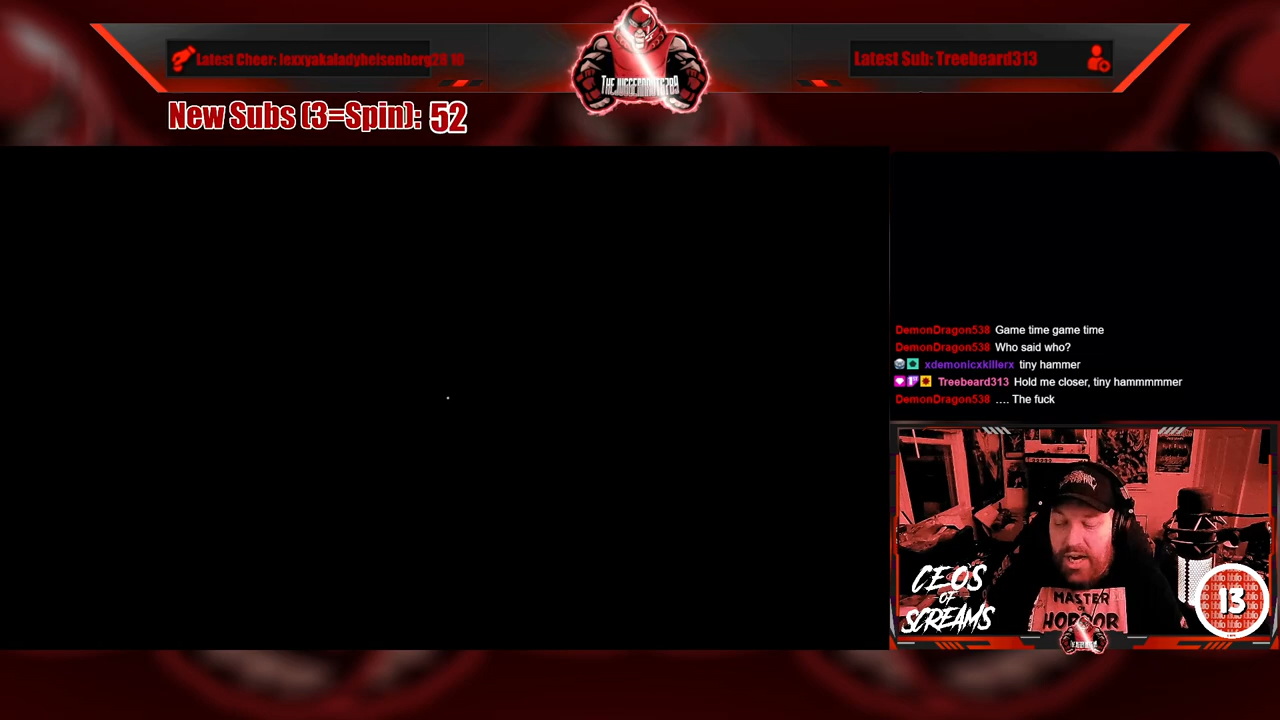 Latest Cheer: lexxyakaladyheisenberg28 10
Latest Sub: Treebeard313
New Subs (3=Spin): 52
DemonDragon538 Game time game time
DemonDragon538 Who said who?
xdemonicxkillerx tiny hammer
Treebeard313 Hold me closer, tiny hammmmmer
DemonDragon538 .... The fuck
CEOS
OF
SCREAMS
MASTER
HORROR
13